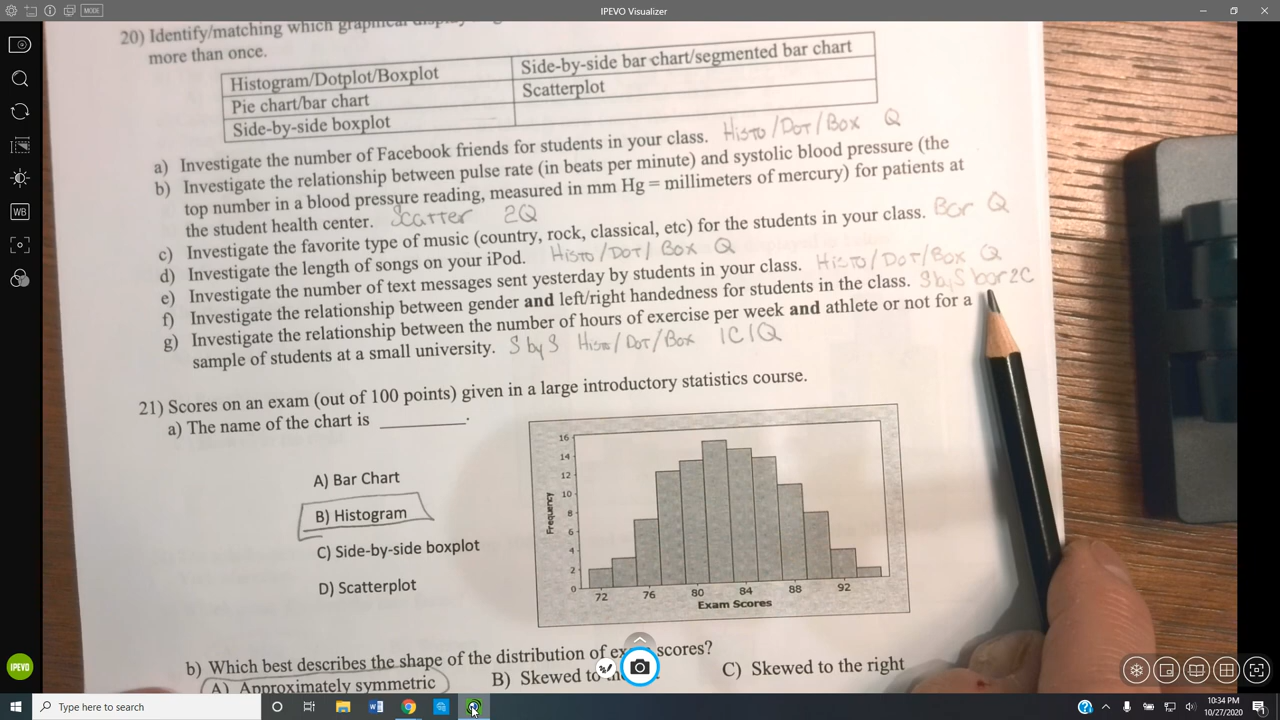 IPEVO Visualizer
MODE
20) Identify/matching which graphical
more than once.
Histogram/Dotplot/Boxplot
Side-by-side bar chart/segmented bar chart
Pie chart/bar chart
Scatterplot
Side-by-side boxplot
a) Investigate the number of Facebook friends for students in your class. Histo/Dot/Box Q
b) Investigate the relationship between pulse rate (in beats per minute) and systolic blood pressure (the
top number in a blood pressure reading, measured in mm Hg = millimeters of mercury) for patients at
the student health center. Scatter 2Q
c) Investigate the favorite type of music (country, rock, classical, etc) for the students in your class. Bar Q
d) Investigate the length of songs on your iPod. Histo/Dot/Box Q
e) Investigate the number of text messages sent yesterday by students in your class. Histo/Dot/Box Q
f) Investigate the relationship between gender and left/right handedness for students in the class. S by S bar 2C
g) Investigate the relationship between the number of hours of exercise per week and athlete or not for a
sample of students at a small university. S by S Histo/Dot/Box 1C1Q
21) Scores on an exam (out of 100 points) given in a large introductory statistics course.
a) The name of the chart is ________.
A) Bar Chart
B) Histogram
C) Side-by-side boxplot
D) Scatterplot
16
14
12
10
8
6
4
2
0
Frequency
72 76 80 84 88 92
Exam Scores
b) Which best describes the shape of the distribution of exam scores?
A) Approximately symmetric
B) Skewed to the
C) Skewed to the right
WB
IPEVO
Type here to search
10:34 PM
10/27/2020